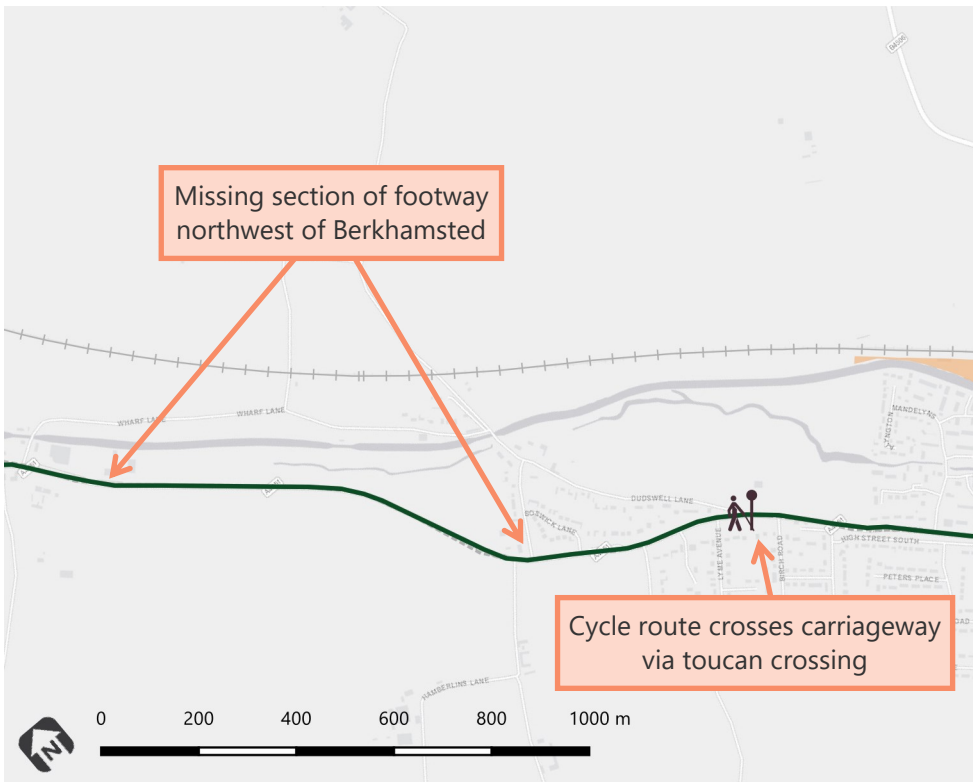 B4506
Missing section of footway
northwest of Berkhamsted
WHARF LANE
WHARF LANE
MANDELYNS
DUDSWELL LANE
BOSWICK LANE
HIGH STREET SOUTH
LYME AVENUE
BIRCH ROAD
PETERS PLACE
ROAD
Cycle route crosses carriageway
via toucan crossing
HAMBERLINS LANE
0 200 400 600 800 1000 m
N